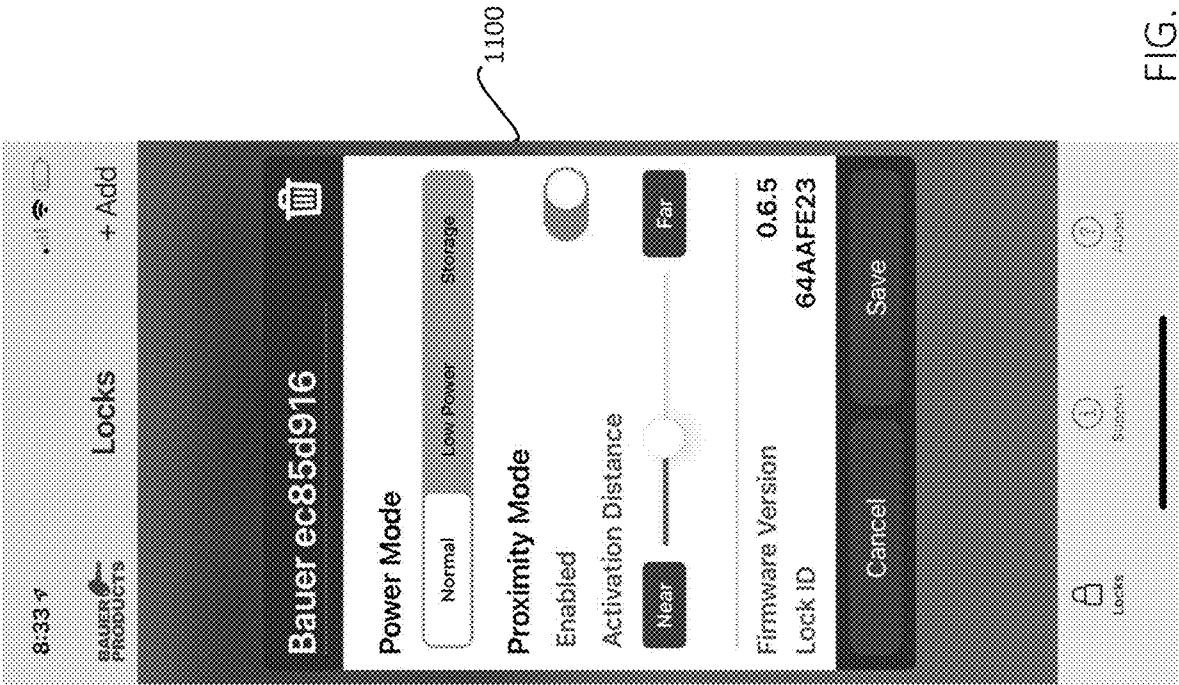 8:33
BAUER
PRODUCTS
Locks
+ Add
Bauer ec85d916
Power Mode
Normal Low Power Storage
Proximity Mode
Enabled
Activation Distance
Near Far
Firmware Version 0.6.5
Lock ID 64AAFE23
Cancel Save
Locks Support
1100
FIG.